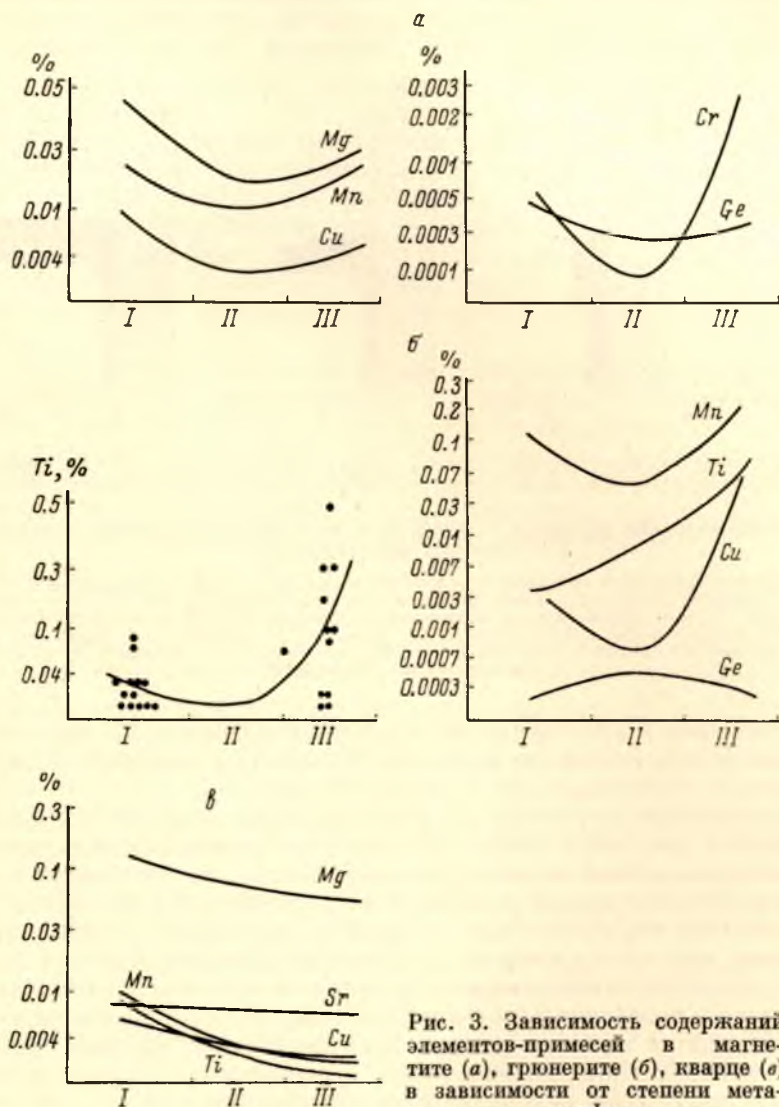 а
%
0.05
0.03
0.01
0.004
Mg
Mn
Cu
I II III
%
0.003
0.002
0.001
0.0005
0.0003
0.0001
Cr
Ge
I II III
Ti, %
0.5
0.3
0.1
0.04
I II III
б
%
0.3
0.2
0.1
0.07
0.03
0.01
0.007
0.003
0.001
0.0007
0.0003
Mn
Ti
Cu
Ge
I II III
в
%
0.3
0.1
0.03
0.01
0.004
Mg
Mn
Sr
Cu
Ti
I II III
Рис. 3. Зависимость содержаний
элементов-примесей в магне-
тите (а), грюнерите (б), кварце (в)
в зависимости от степени мета-